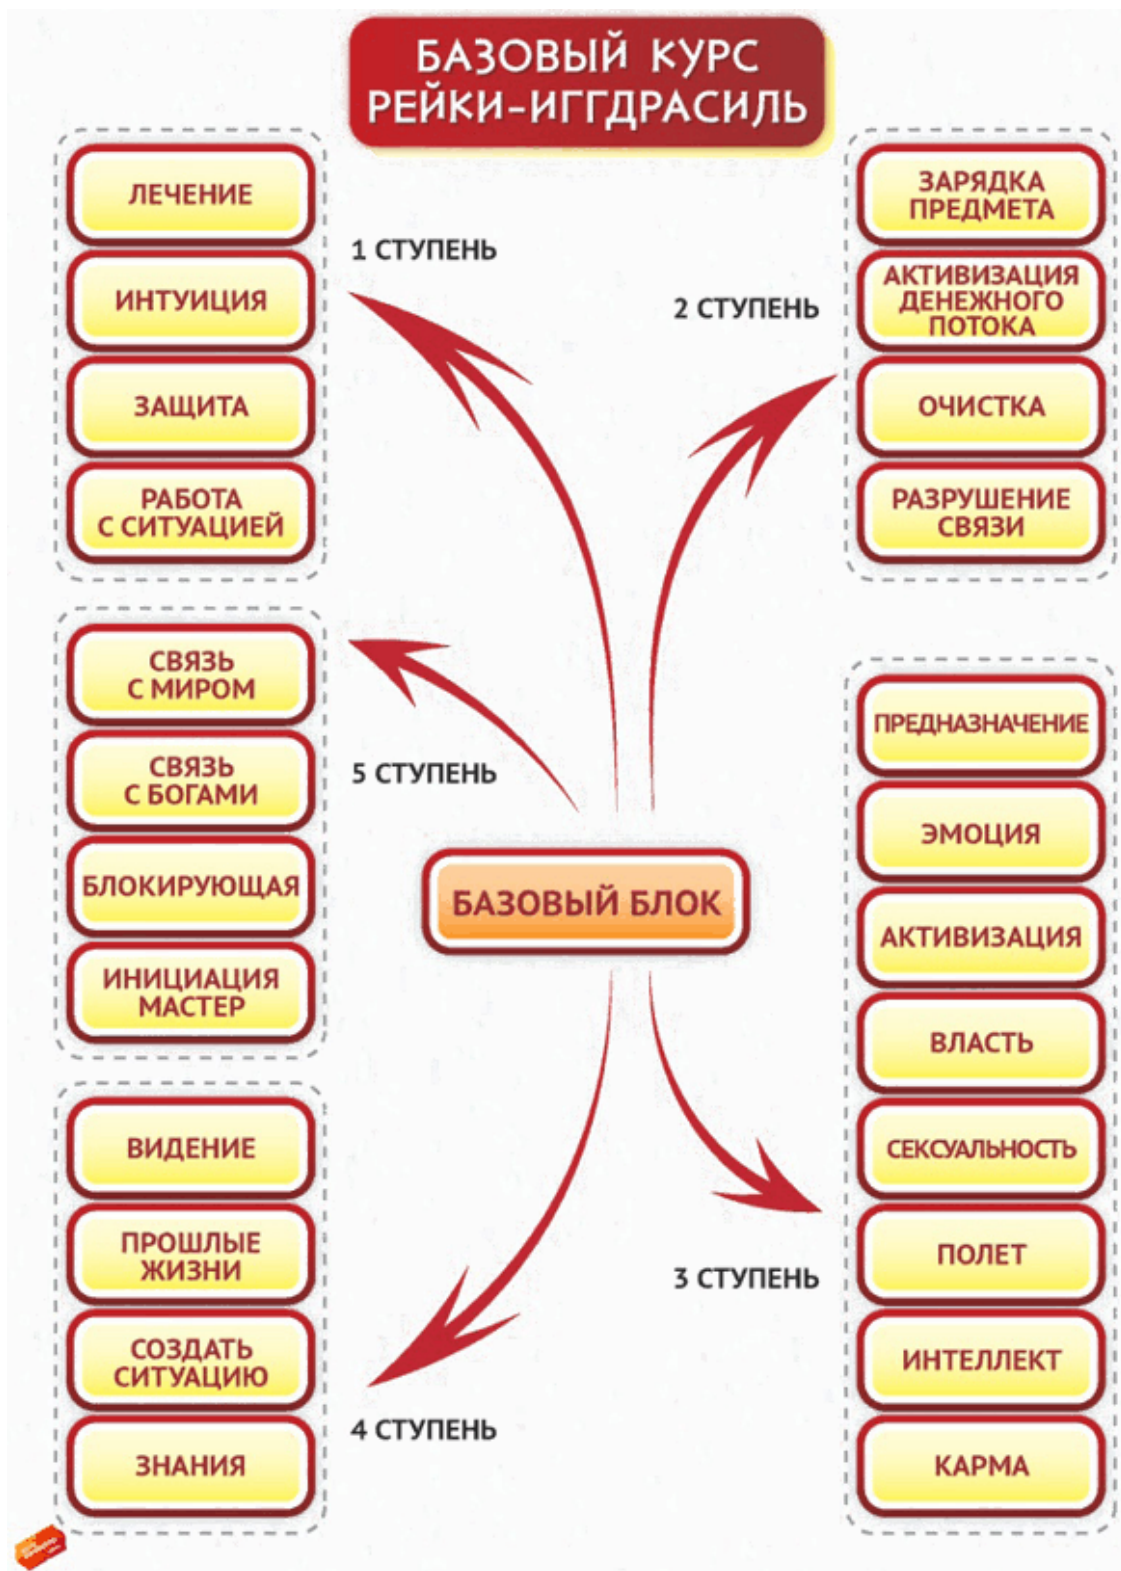 БАЗОВЫЙ КУРС
РЕЙКИ-ИГГДРАСИЛЬ
ЛЕЧЕНИЕ
ИНТУИЦИЯ
ЗАЩИТА
РАБОТА
С СИТУАЦИЕЙ
1 СТУПЕНЬ
2 СТУПЕНЬ
ЗАРЯДКА
ПРЕДМЕТА
АКТИВИЗАЦИЯ
ДЕНЕЖНОГО
ПОТОКА
ОЧИСТКА
РАЗРУШЕНИЕ
СВЯЗИ
СВЯЗЬ
С МИРОМ
СВЯЗЬ
С БОГАМИ
БЛОКИРУЮЩАЯ
ИНИЦИАЦИЯ
МАСТЕР
5 СТУПЕНЬ
БАЗОВЫЙ БЛОК
ПРЕДНАЗНАЧЕНИЕ
ЭМОЦИЯ
АКТИВИЗАЦИЯ
ВЛАСТЬ
СЕКСУАЛЬНОСТЬ
ПОЛЕТ
ИНТЕЛЛЕКТ
КАРМА
3 СТУПЕНЬ
ВИДЕНИЕ
ПРОШЛЫЕ
ЖИЗНИ
СОЗДАТЬ
СИТУАЦИЮ
ЗНАНИЯ
4 СТУПЕНЬ